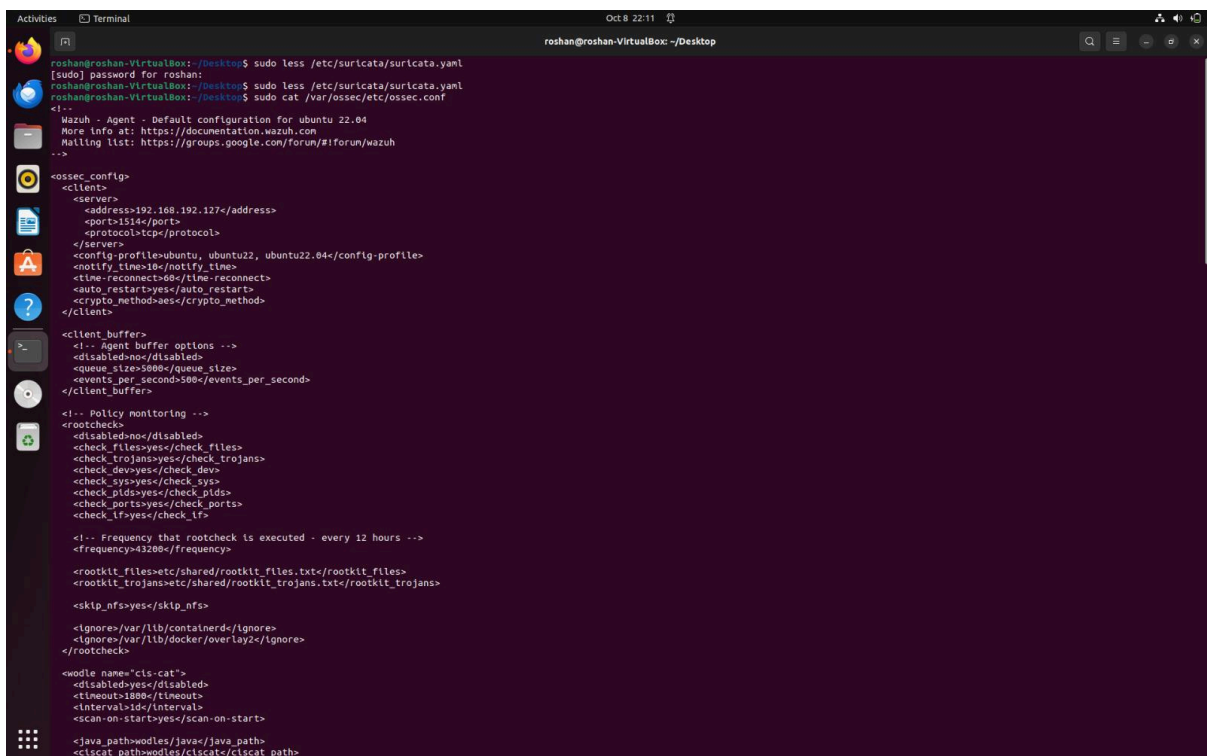 Activities
Terminal
Oct 8 22:11
roshan@roshan-VirtualBox: ~/Desktop
roshan@roshan-VirtualBox:~/Desktop$ sudo less /etc/suricata/suricata.yaml
[sudo] password for roshan:
roshan@roshan-VirtualBox:~/Desktop$ sudo less /etc/suricata/suricata.yaml
roshan@roshan-VirtualBox:~/Desktop$ sudo cat /var/ossec/etc/ossec.conf
<!--
  Wazuh - Agent - Default configuration for ubuntu 22.04
  More info at: https://documentation.wazuh.com
  Mailing list: https://groups.google.com/forum/#!forum/wazuh
-->

<ossec_config>
  <client>
    <server>
      <address>192.168.192.127</address>
      <port>1514</port>
      <protocol>tcp</protocol>
    </server>
    <config-profile>ubuntu, ubuntu22, ubuntu22.04</config-profile>
    <notify_time>10</notify_time>
    <time-reconnect>60</time-reconnect>
    <auto_restart>yes</auto_restart>
    <crypto_method>aes</crypto_method>
  </client>

  <client_buffer>
    <!-- Agent buffer options -->
    <disabled>no</disabled>
    <queue_size>5000</queue_size>
    <events_per_second>500</events_per_second>
  </client_buffer>

  <!-- Policy monitoring -->
  <rootcheck>
    <disabled>no</disabled>
    <check_files>yes</check_files>
    <check_trojans>yes</check_trojans>
    <check_dev>yes</check_dev>
    <check_sys>yes</check_sys>
    <check_pids>yes</check_pids>
    <check_ports>yes</check_ports>
    <check_if>yes</check_if>

    <!-- Frequency that rootcheck is executed - every 12 hours -->
    <frequency>43200</frequency>

    <rootkit_files>etc/shared/rootkit_files.txt</rootkit_files>
    <rootkit_trojans>etc/shared/rootkit_trojans.txt</rootkit_trojans>

    <skip_nfs>yes</skip_nfs>

    <ignore>/var/lib/containerd</ignore>
    <ignore>/var/lib/docker/overlay2</ignore>
  </rootcheck>

  <wodle name="cis-cat">
    <disabled>yes</disabled>
    <timeout>1800</timeout>
    <interval>1d</interval>
    <scan-on-start>yes</scan-on-start>

    <java_path>wodles/java</java_path>
    <ciscat_path>wodles/ciscat</ciscat_path>